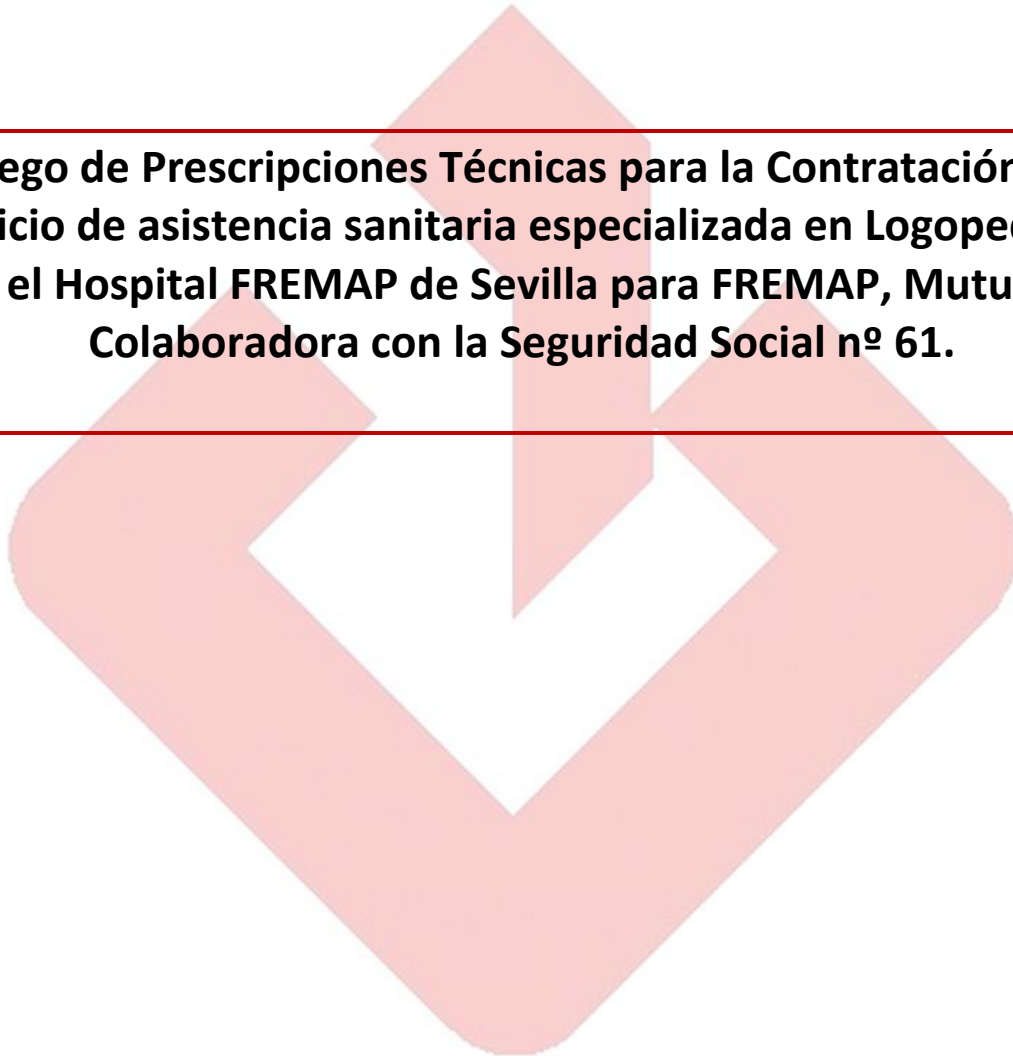 ego de Prescripciones Técnicas para la Contratación
icio de asistencia sanitaria especializada en Logope
el Hospital FREMAP de Sevilla para FREMAP, Mutu
Colaboradora con la Seguridad Social nº 61.